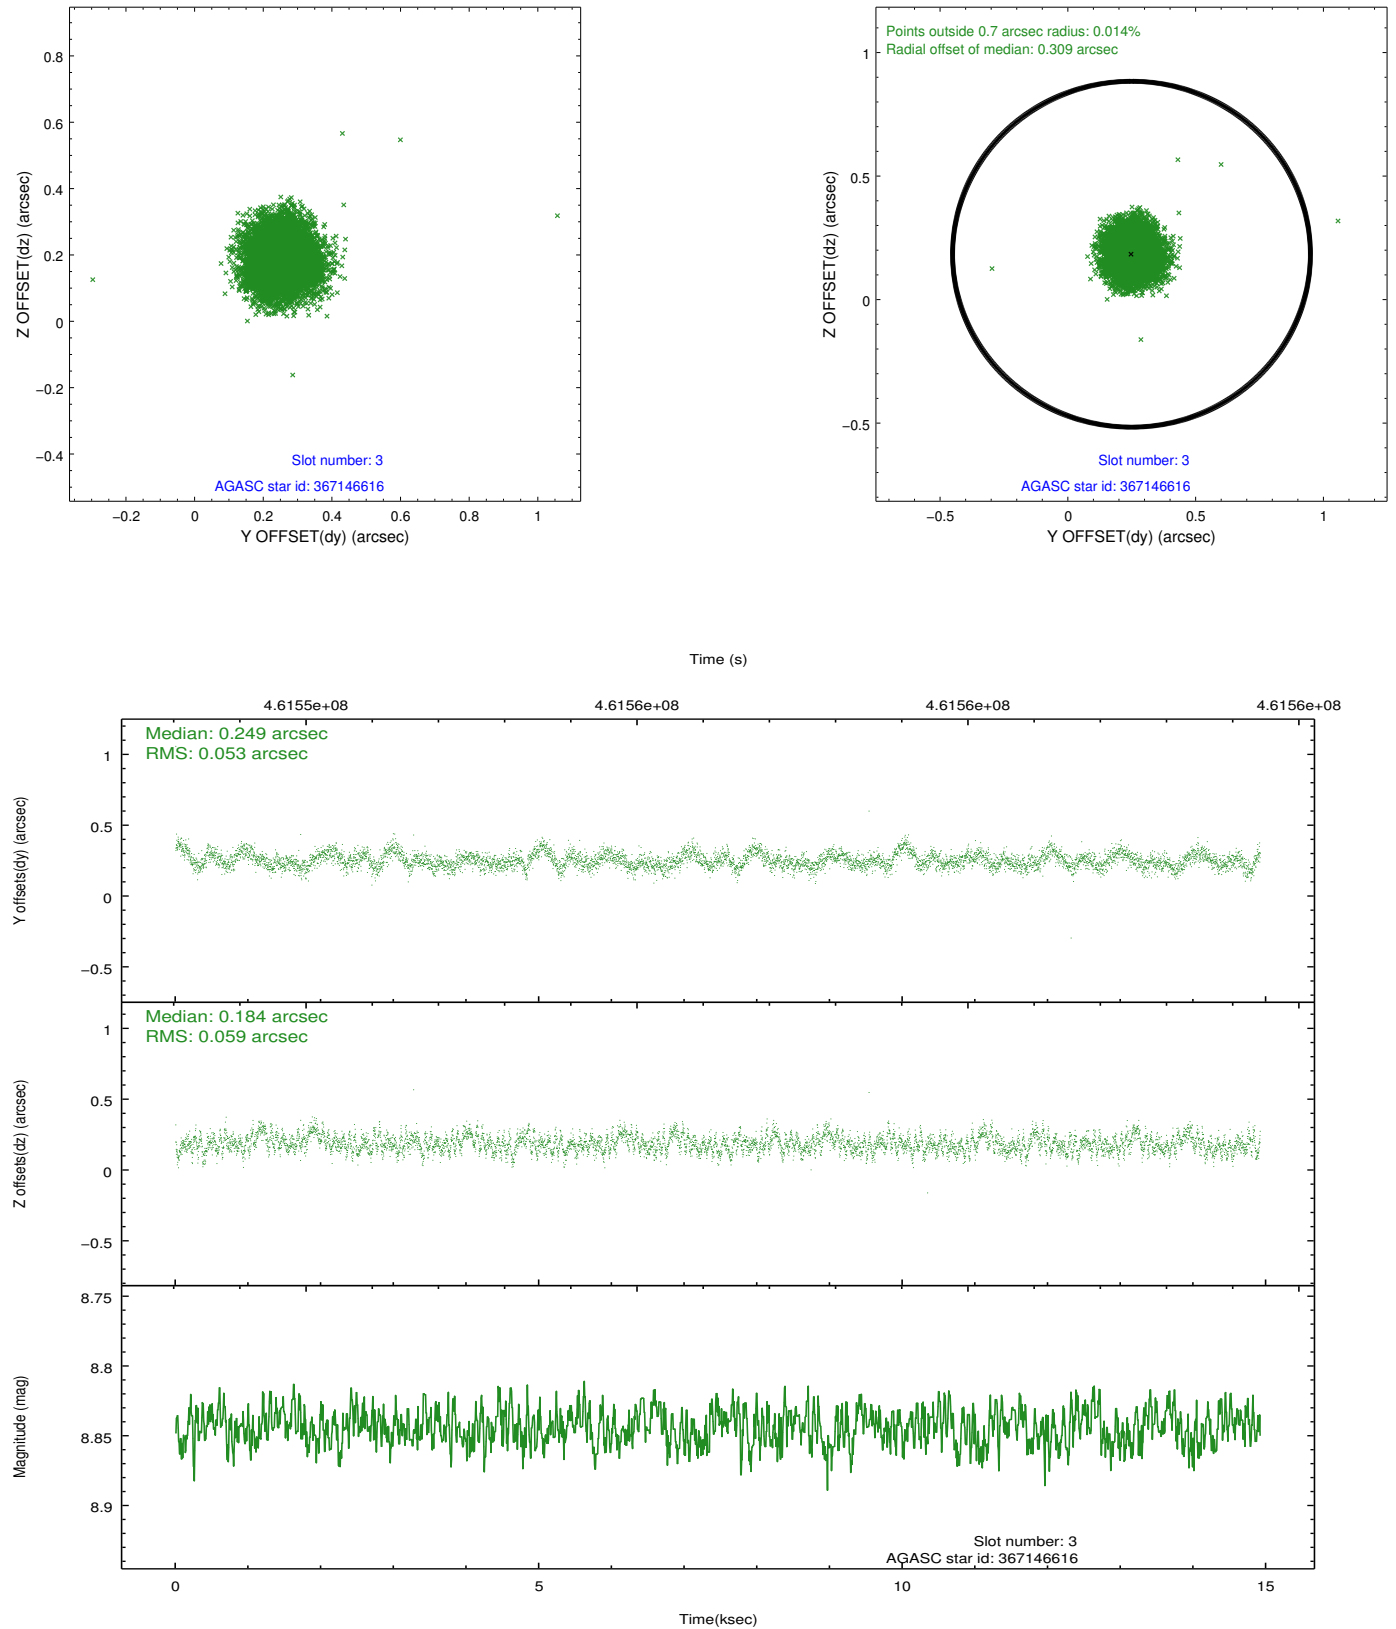 0.8
0.6
0.4
0.2
0
−0.2
−0.4
Z OFFSET(dz) (arcsec)
Slot number: 3
AGASC star id: 367146616
−0.2 0 0.2 0.4 0.6 0.8 1
Y OFFSET(dy) (arcsec)
Points outside 0.7 arcsec radius: 0.014%
Radial offset of median: 0.309 arcsec
1
0.5
0
−0.5
Z OFFSET(dz) (arcsec)
Slot number: 3
AGASC star id: 367146616
−0.5 0 0.5 1
Y OFFSET(dy) (arcsec)
Time (s)
4.6155e+08 4.6156e+08 4.6156e+08 4.6156e+08
Median: 0.249 arcsec
RMS: 0.053 arcsec
1
0.5
0
−0.5
Y offsets(dy) (arcsec)
Median: 0.184 arcsec
RMS: 0.059 arcsec
1
0.5
0
−0.5
Z offsets(dz) (arcsec)
8.75
8.8
8.85
8.9
Magnitude (mag)
Slot number: 3
AGASC star id: 367146616
0 5 10 15
Time(ksec)